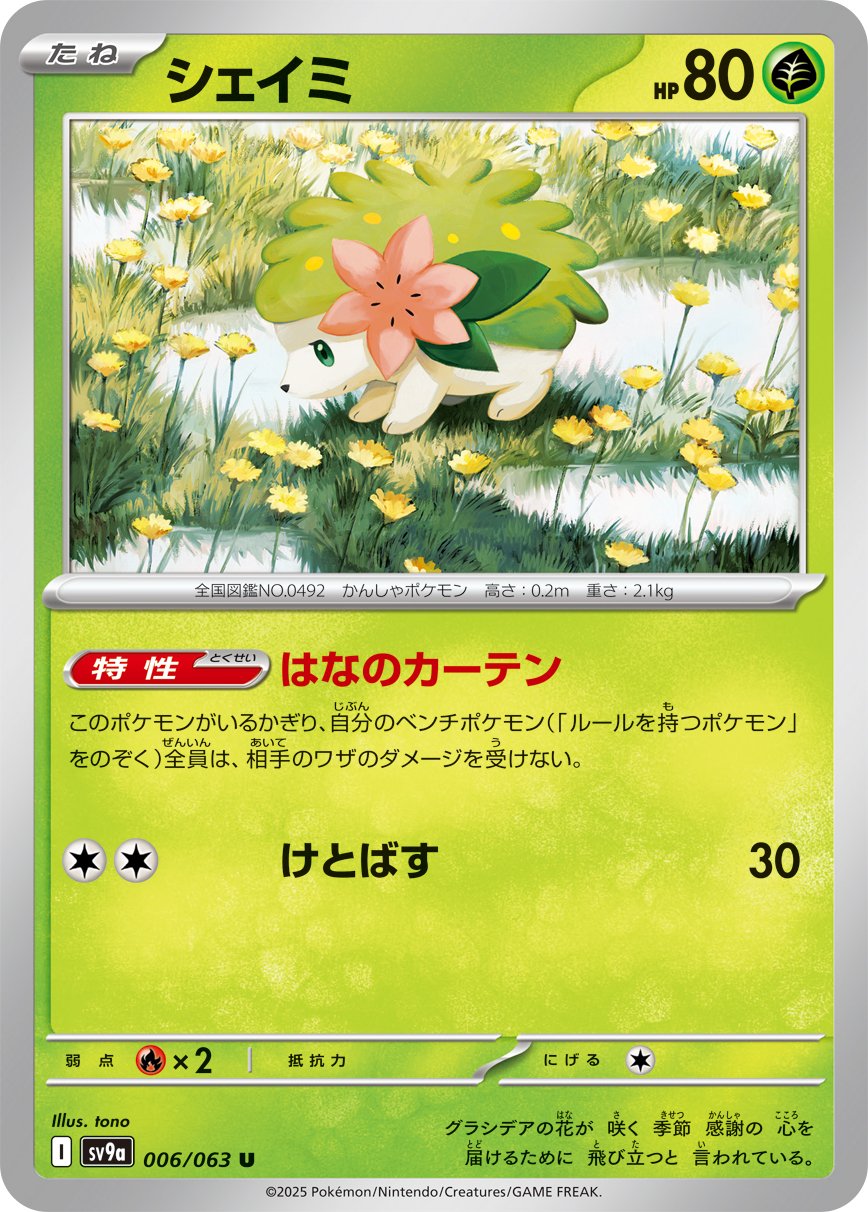 たね
シェイミ
HP80
全国図鑑NO.0492 かんしゃポケモン 高さ:0.2m 重さ:2.1kg
特性 とくせい はなのカーテン
このポケモンがいるかぎり、自分のベンチポケモン(「ルールを持つポケモン」
をのぞく)全員は、相手のワザのダメージを受けない。
けとばす 30
弱点 ×2 抵抗力 にげる
Illus. tono
I sv9a 006/063 U
グラシデアの花が 咲く 季節 感謝の 心を
届けるために 飛び立つと 言われている。
©2025 Pokémon/Nintendo/Creatures/GAME FREAK.